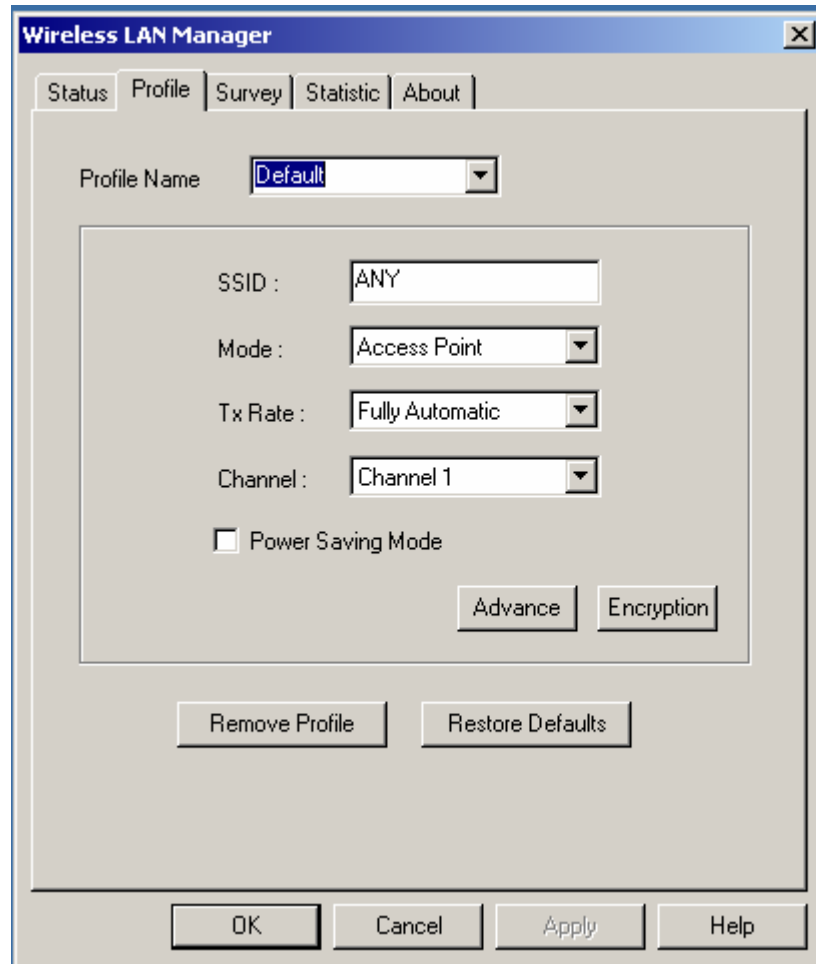 Wireless LAN Manager
Status Profile Survey Statistic About
Profile Name Default
SSID : ANY
Mode : Access Point
Tx Rate : Fully Automatic
Channel : Channel 1
Power Saving Mode
Advance Encryption
Remove Profile Restore Defaults
OK Cancel Apply Help